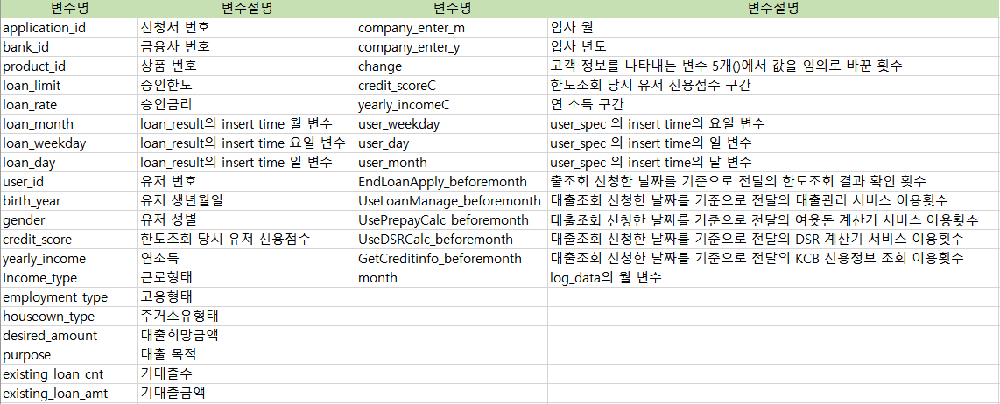 변수명 변수설명 변수명 변수설명
application_id 신청서 번호 company_enter_m 입사 월
bank_id 금융사 번호 company_enter_y 입사 년도
product_id 상품 번호 change 고객 정보를 나타내는 변수 5개()에서 값을 임의로 바꾼 횟수
loan_limit 승인한도 credit_scoreC 한도조회 당시 유저 신용점수 구간
loan_rate 승인금리 yearly_incomeC 연 소득 구간
loan_month loan_result의 insert time 월 변수 user_weekday user_spec 의 insert time의 요일 변수
loan_weekday loan_result의 insert time 요일 변수 user_day user_spec 의 insert time의 일 변수
loan_day loan_result의 insert time 일 변수 user_month user_spec 의 insert time의 달 변수
user_id 유저 번호 EndLoanApply_beforemonth 출조회 신청한 날짜를 기준으로 전달의 한도조회 결과 확인 횟수
birth_year 유저 생년월일 UseLoanManage_beforemonth 대출조회 신청한 날짜를 기준으로 전달의 대출관리 서비스 이용횟수
gender 유저 성별 UsePrepayCalc_beforemonth 대출조회 신청한 날짜를 기준으로 전달의 여윳돈 계산기 서비스 이용횟수
credit_score 한도조회 당시 유저 신용점수 UseDSRCalc_beforemonth 대출조회 신청한 날짜를 기준으로 전달의 DSR 계산기 서비스 이용횟수
yearly_income 연소득 GetCreditinfo_beforemonth 대출조회 신청한 날짜를 기준으로 전달의 KCB 신용정보 조회 이용횟수
income_type 근로형태 month log_data의 월 변수
employment_type 고용형태
houseown_type 주거소유형태
desired_amount 대출희망금액
purpose 대출 목적
existing_loan_cnt 기대출수
existing_loan_amt 기대출금액